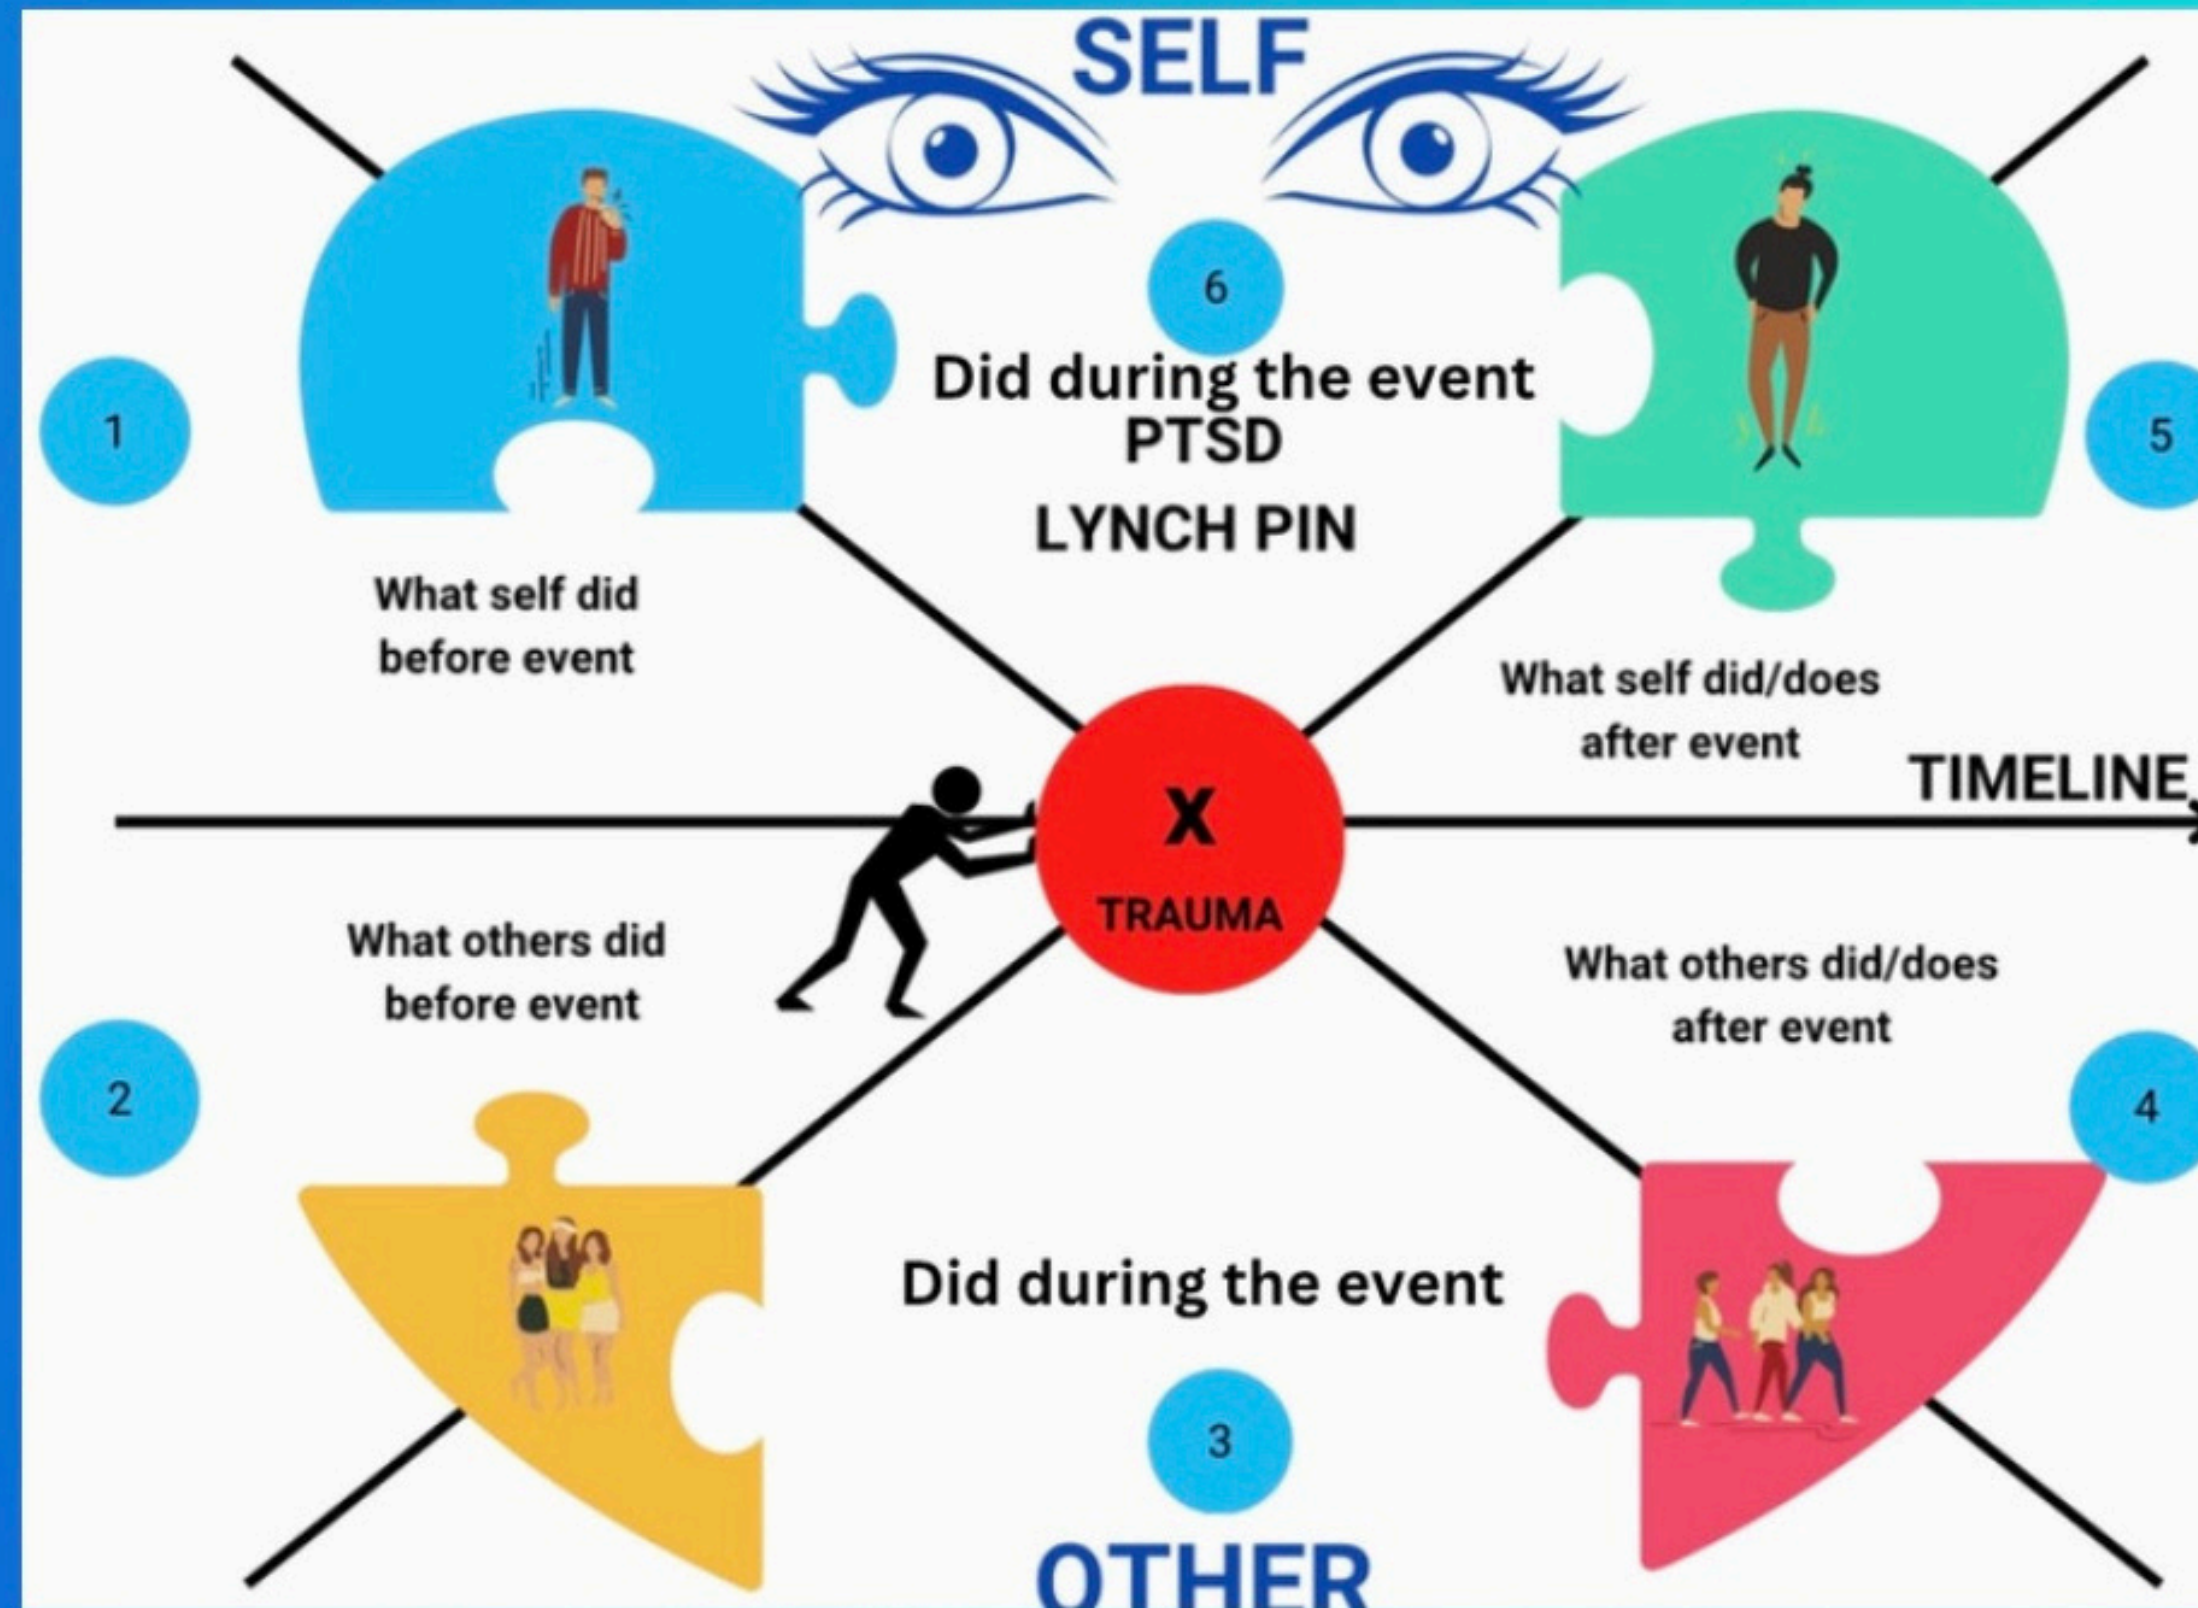 SELF
6
Did during the event
PTSD
LYNCH PIN
1
What self did
before event
5
What self did/does
after event
TIMELINE
X
TRAUMA
What others did
before event
2
What others did/does
after event
4
Did during the event
3
OTHER